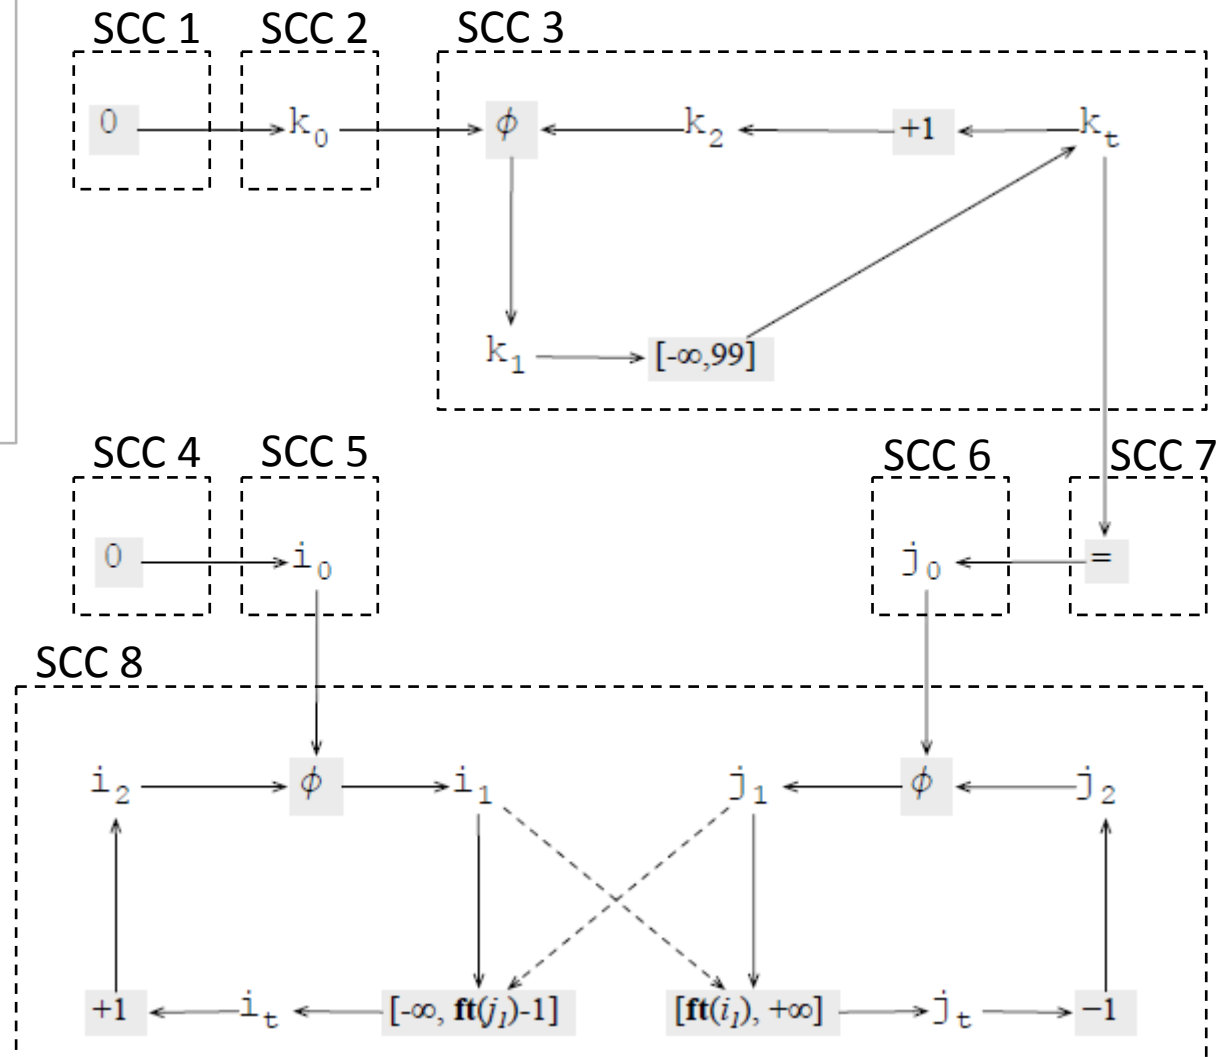 SCC 1 SCC 2 SCC 3
0 k₀ ϕ k₂ +1 kₜ
k₁ [-∞,99]
SCC 4 SCC 5 SCC 6 SCC 7
0 i₀ j₀ =
SCC 8
i₂ ϕ i₁ j₁ ϕ j₂
+1 iₜ [-∞, ft(j₁)-1] [ft(i₁), +∞] jₜ −1